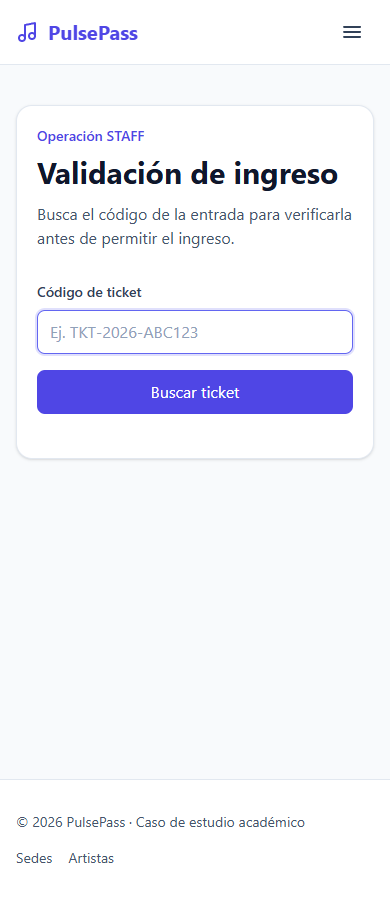 PulsePass
Operación STAFF
Validación de ingreso
Busca el código de la entrada para verificarla
antes de permitir el ingreso.
Código de ticket
Ej. TKT-2026-ABC123
Buscar ticket
© 2026 PulsePass · Caso de estudio académico
Sedes Artistas